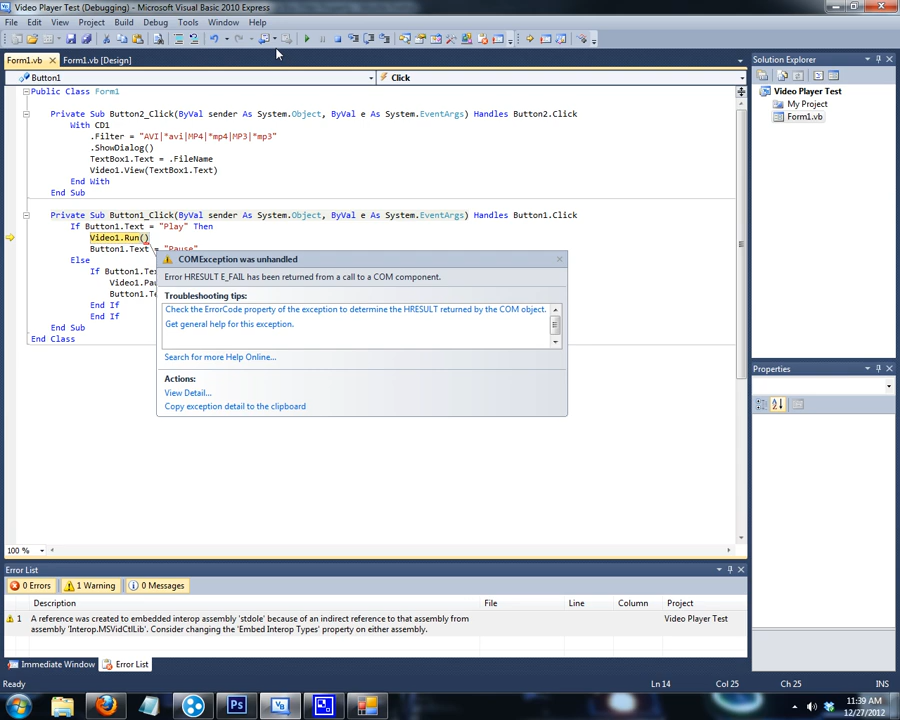 Video Player Test (Debugging) - Microsoft Visual Basic 2010 Express
File Edit View Project Build Debug Tools Window Help
Form1.vb Form1.vb [Design]
Button1 Click
Public Class Form1
Private Sub Button2_Click(ByVal sender As System.Object, ByVal e As System.EventArgs) Handles Button2.Click
With CD1
.Filter = "AVI|*avi|MP4|*mp4|MP3|*mp3"
.ShowDialog()
TextBox1.Text = .FileName
Video1.View(TextBox1.Text)
End With
End Sub
Private Sub Button1_Click(ByVal sender As System.Object, ByVal e As System.EventArgs) Handles Button1.Click
If Button1.Text = "Play" Then
Video1.Run()
Button1.Text = "Pause"
Else
If Button1.Te
Video1.Pau
Button1.T
End If
End If
End Sub
End Class
COMException was unhandled
Error HRESULT E_FAIL has been returned from a call to a COM component.
Troubleshooting tips:
Check the ErrorCode property of the exception to determine the HRESULT returned by the COM object.
Get general help for this exception.
Search for more Help Online...
Actions:
View Detail...
Copy exception detail to the clipboard
Solution Explorer
Video Player Test
My Project
Form1.vb
Properties
100 %
Error List
0 Errors 1 Warning 0 Messages
Description File Line Column Project
1 A reference was created to embedded interop assembly 'stdole' because of an indirect reference to that assembly from Video Player Test
assembly 'Interop.MSVidCtlLib'. Consider changing the 'Embed Interop Types' property on either assembly.
Immediate Window Error List
Ready Ln 14 Col 25 Ch 25 INS
Ps VB
11:39 AM
12/27/2012